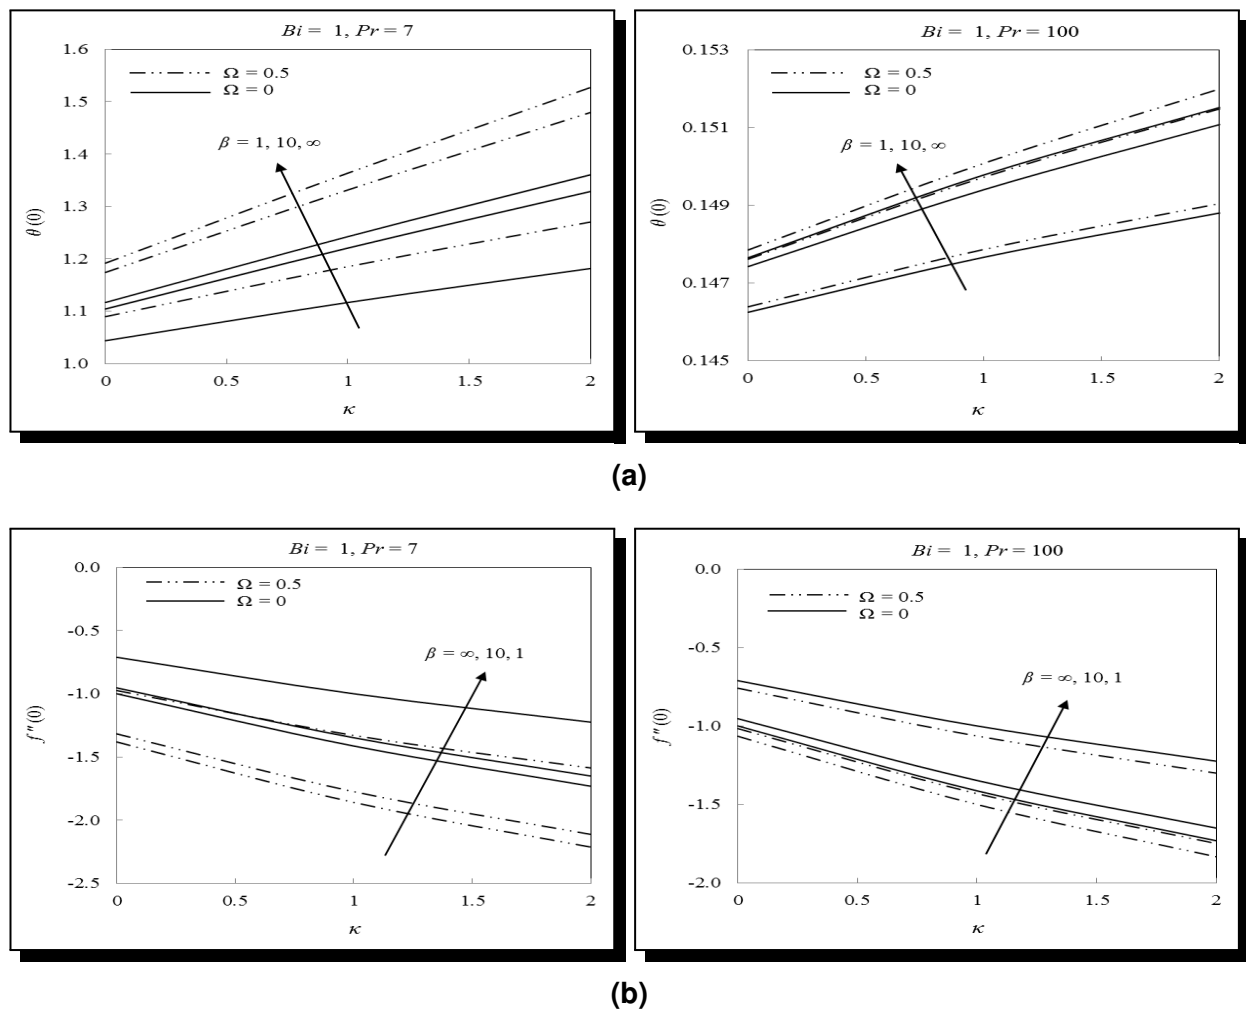 Bi = 1, Pr = 7
1.6
1.5
1.4
1.3
1.2
1.1
1.0
θ (0)
Ω = 0.5
Ω = 0
β = 1, 10, ∞
0 0.5 1 1.5 2
κ
Bi = 1, Pr = 100
0.153
0.151
0.149
0.147
0.145
θ (0)
Ω = 0.5
Ω = 0
β = 1, 10, ∞
0 0.5 1 1.5 2
κ
(a)
Bi = 1, Pr = 7
0.0
-0.5
-1.0
-1.5
-2.0
-2.5
f″(0)
Ω = 0.5
Ω = 0
β = ∞, 10, 1
0 0.5 1 1.5 2
κ
Bi = 1, Pr = 100
0.0
-0.5
-1.0
-1.5
-2.0
f″(0)
Ω = 0.5
Ω = 0
β = ∞, 10, 1
0 0.5 1 1.5 2
κ
(b)